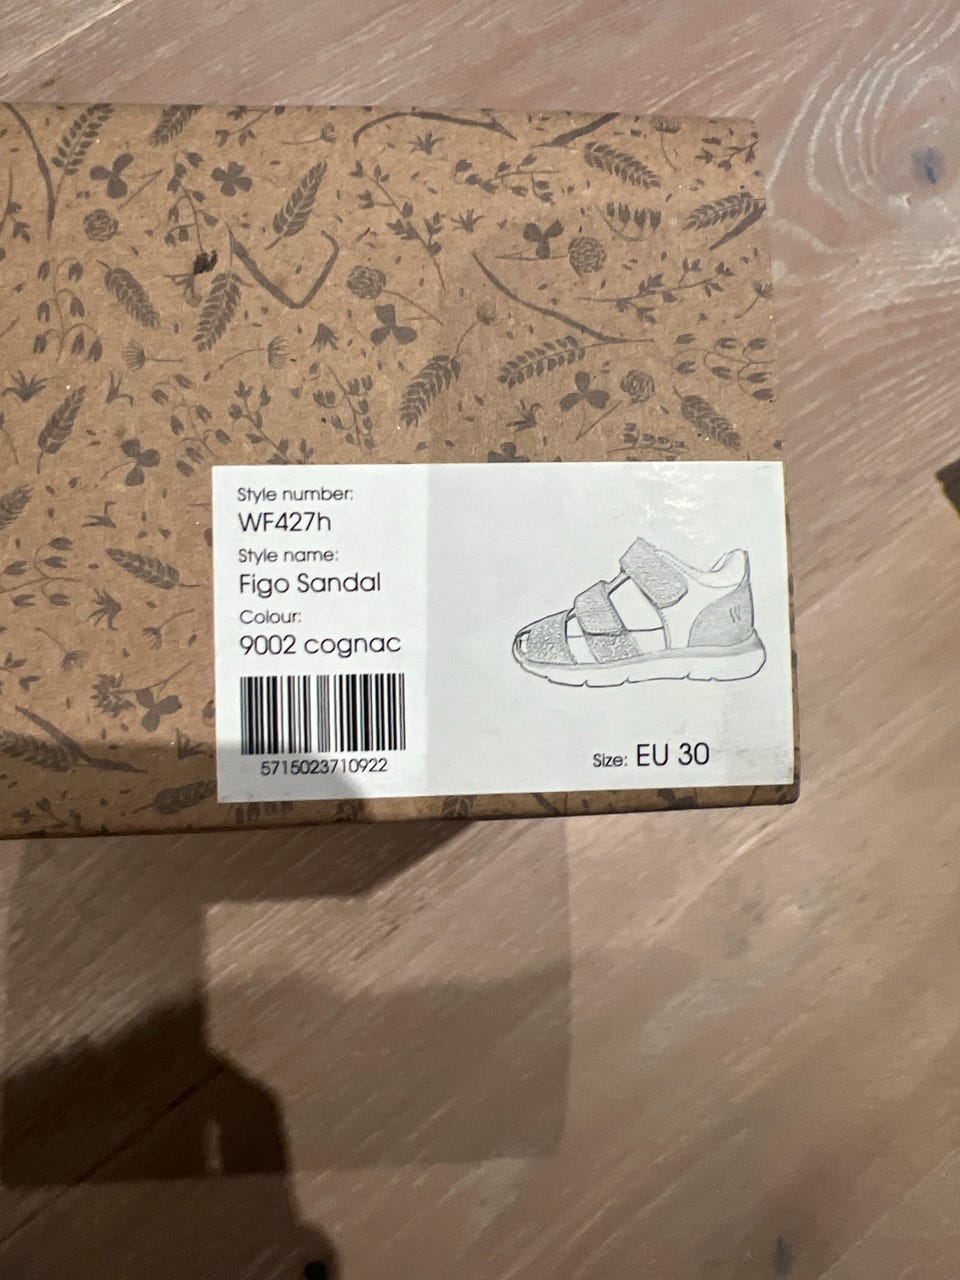 Style number:
WF427h
Style name:
Figo Sandal
Colour:
9002 cognac
5715023710922
W
Size: EU 30